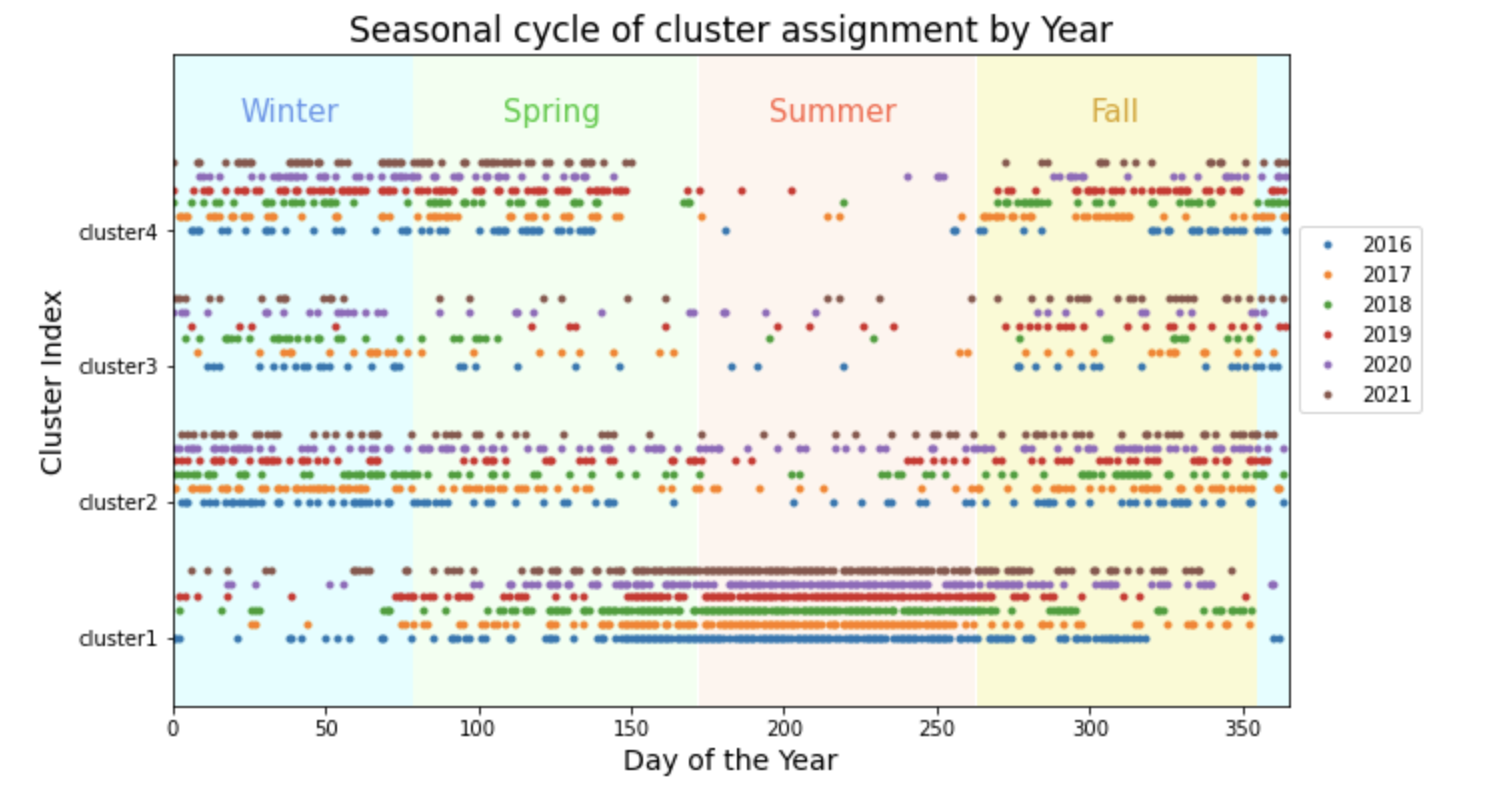 Seasonal cycle of cluster assignment by Year
Winter Spring Summer Fall
cluster4
cluster3
cluster2
cluster1
Cluster Index
2016
2017
2018
2019
2020
2021
0 50 100 150 200 250 300 350
Day of the Year